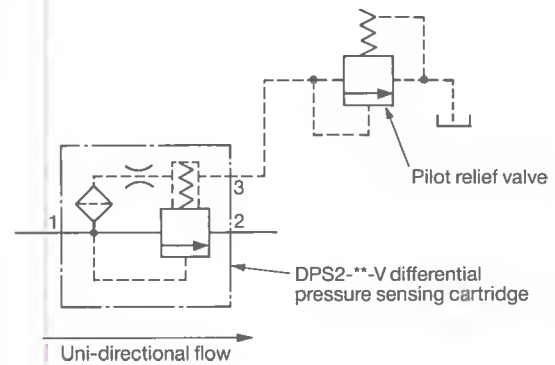 Pilot relief valve
3
1
2
DPS2-**-V differential
pressure sensing cartridge
Uni-directional flow